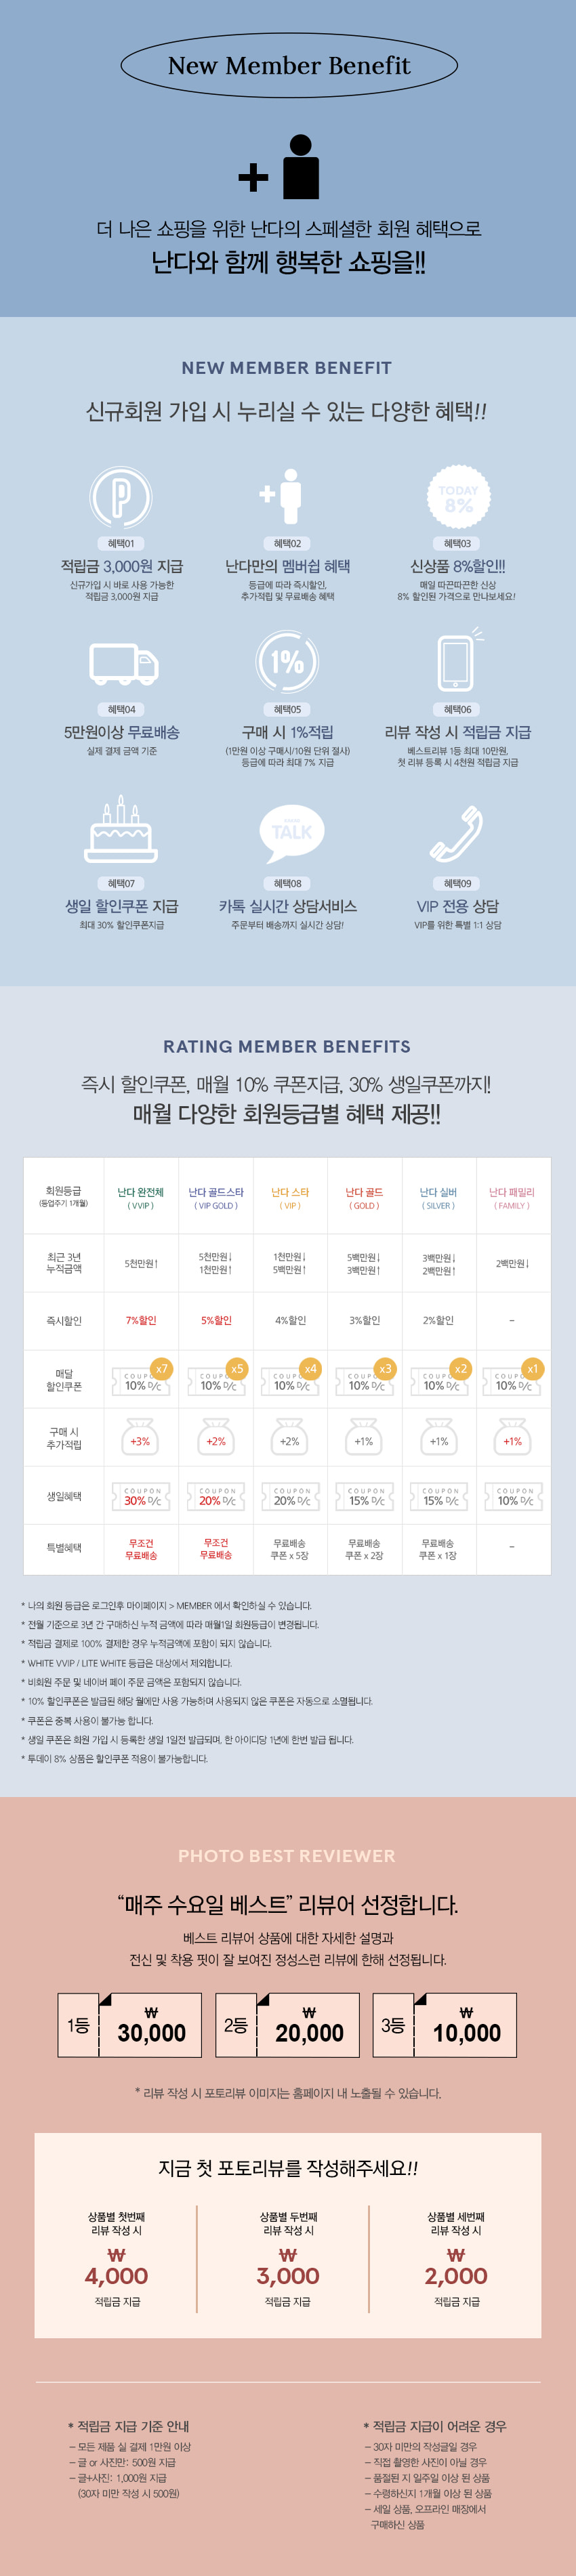 New Member Benefit
더 나은 쇼핑을 위한 난다의 스페셜한 회원 혜택으로
난다와 함께 행복한 쇼핑을!!
NEW MEMBER BENEFIT
신규회원 가입 시 누리실 수 있는 다양한 혜택!!
P
TODAY
8%
혜택01
혜택02
혜택03
적립금 3,000원 지급
난다만의 멤버쉽 혜택
신상품 8%할인!!
신규가입 시 바로 사용 가능한
적립금 3,000원 지급
등급에 따라 즉시할인,
추가적립 및 무료배송 혜택
매일 따끈따끈한 신상
8% 할인된 가격으로 만나보세요!
1%
혜택04
혜택05
혜택06
5만원이상 무료배송
구매 시 1%적립
리뷰 작성 시 적립금 지급
실제 결제 금액 기준
(1만원 이상 구매시/10원 단위 절사)
등급에 따라 최대 7% 지급
베스트리뷰 1등 최대 10만원,
첫 리뷰 등록 시 4천원 적립금 지급
TALK
혜택07
혜택08
혜택09
생일 할인쿠폰 지급
카톡 실시간 상담서비스
VIP 전용 상담
최대 30% 할인쿠폰지급
주문부터 배송까지 실시간 상담!
VIP를 위한 특별 1:1 상담
RATING MEMBER BENEFITS
즉시 할인쿠폰, 매월 10% 쿠폰지급, 30% 생일쿠폰까지!
매월 다양한 회원등급별 혜택 제공!!
회원등급
(등업주기 1개월)
난다 완전체
( VVIP )
난다 골드스타
( VIP GOLD )
난다 스타
( VIP )
난다 골드
( GOLD )
난다 실버
( SILVER )
난다 패밀리
( FAMILY )
최근 3년
누적금액
5천만원↑
5천만원↓
1천만원↑
1천만원↓
5백만원↑
5백만원↓
3백만원↑
3백만원↓
2백만원↑
2백만원↓
즉시할인
7%할인
5%할인
4%할인
3%할인
2%할인
–
매달
할인쿠폰
COUPO x7
10% D/C
COUP x5
10% D/C
COUP x4
10% D/C
COUP x3
10% D/C
COUP x2
10% D/C
COUP x1
10% D/C
구매 시
추가적립
+3%
+2%
+2%
+1%
+1%
+1%
생일혜택
COUPON
30% D/C
COUPON
20% D/C
COUPON
20% D/C
COUPON
15% D/C
COUPON
15% D/C
COUPON
10% D/C
특별혜택
무조건
무료배송
무조건
무료배송
무료배송
쿠폰 x 5장
무료배송
쿠폰 x 2장
무료배송
쿠폰 x 1장
–
* 나의 회원 등급은 로그인후 마이페이지 > MEMBER 에서 확인하실 수 있습니다.
* 전월 기준으로 3년 간 구매하신 누적 금액에 따라 매월1일 회원등급이 변경됩니다.
* 적립금 결제로 100% 결제한 경우 누적금액에 포함이 되지 않습니다.
* WHITE VVIP / LITE WHITE 등급은 대상에서 제외합니다.
* 비회원 주문 및 네이버 페이 주문 금액은 포함되지 않습니다.
* 10% 할인쿠폰은 발급된 해당 월에만 사용 가능하며 사용되지 않은 쿠폰은 자동으로 소멸됩니다.
* 쿠폰은 중복 사용이 불가능 합니다.
* 생일 쿠폰은 회원 가입 시 등록한 생일 1일전 발급되며, 한 아이디당 1년에 한번 발급 됩니다.
* 투데이 8% 상품은 할인쿠폰 적용이 불가능합니다.
PHOTO BEST REVIEWER
“매주 수요일 베스트” 리뷰어 선정합니다.
베스트 리뷰어 상품에 대한 자세한 설명과
전신 및 착용 핏이 잘 보여진 정성스런 리뷰에 한해 선정됩니다.
1등 ₩ 30,000
2등 ₩ 20,000
3등 ₩ 10,000
* 리뷰 작성 시 포토리뷰 이미지는 홈페이지 내 노출될 수 있습니다.
지금 첫 포토리뷰를 작성해주세요!!
상품별 첫번째
리뷰 작성 시
₩
4,000
적립금 지급
상품별 두번째
리뷰 작성 시
₩
3,000
적립금 지급
상품별 세번째
리뷰 작성 시
₩
2,000
적립금 지급
* 적립금 지급 기준 안내
– 모든 제품 실 결제 1만원 이상
– 글 or 사진만: 500원 지급
– 글+사진: 1,000원 지급
(30자 미만 작성 시 500원)
* 적립금 지급이 어려운 경우
– 30자 미만의 작성글일 경우
– 직접 촬영한 사진이 아닐 경우
– 품절된 지 일주일 이상 된 상품
– 수령하신지 1개월 이상 된 상품
– 세일 상품, 오프라인 매장에서
구매하신 상품